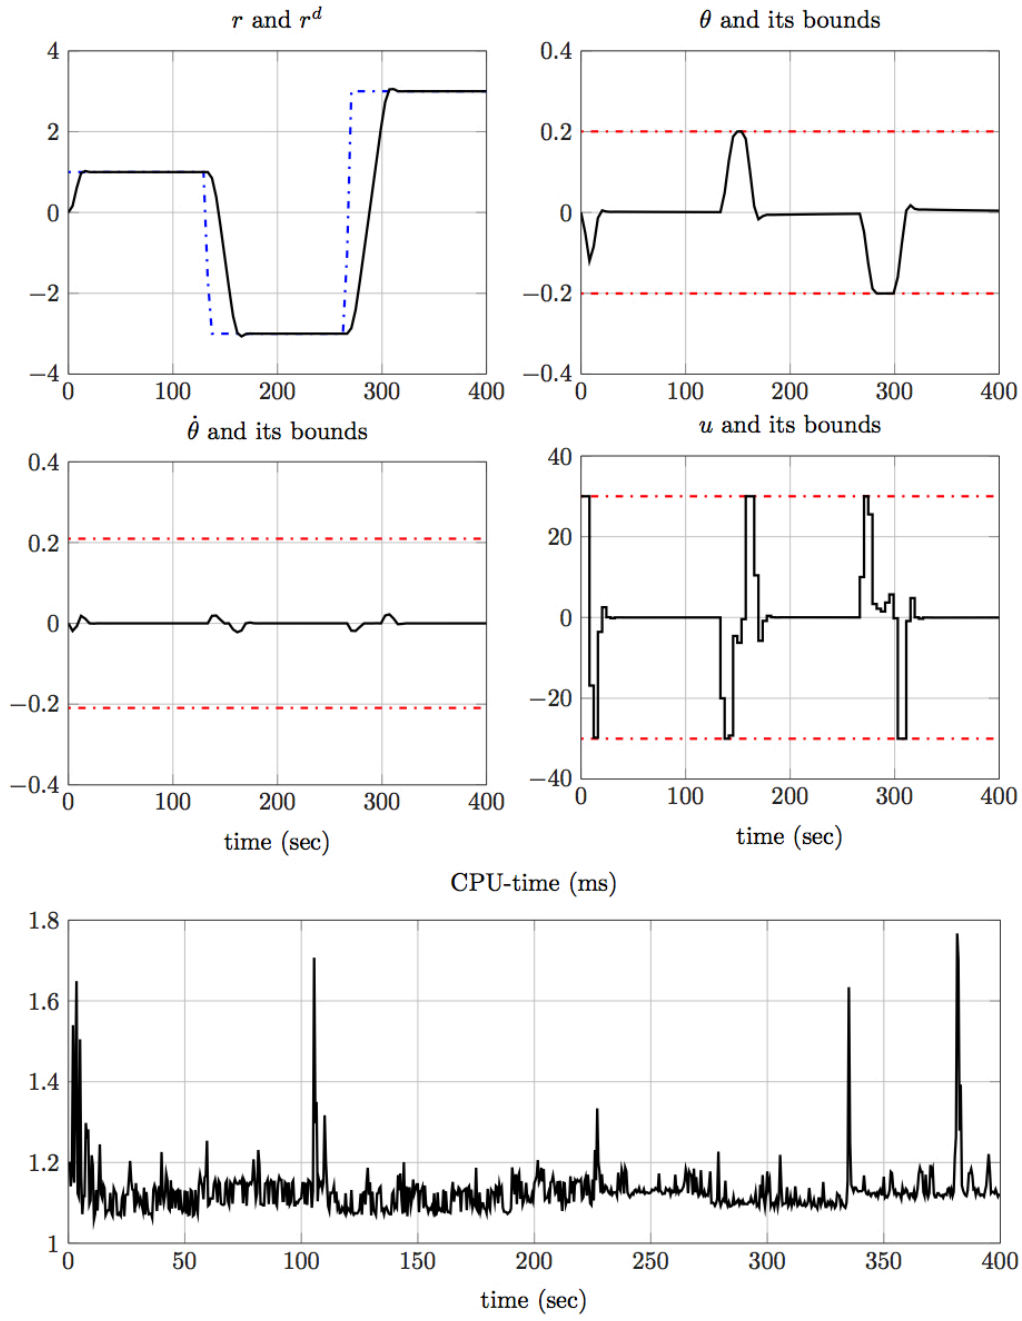 r and r^d
4
2
0
−2
−4
0 100 200 300 400
θ and its bounds
0.4
0.2
0
−0.2
−0.4
0 100 200 300 400
θ̇ and its bounds
0.4
0.2
0
−0.2
−0.4
0 100 200 300 400
time (sec)
u and its bounds
40
20
0
−20
−40
0 100 200 300 400
time (sec)
CPU-time (ms)
1.8
1.6
1.4
1.2
1
0 50 100 150 200 250 300 350 400
time (sec)